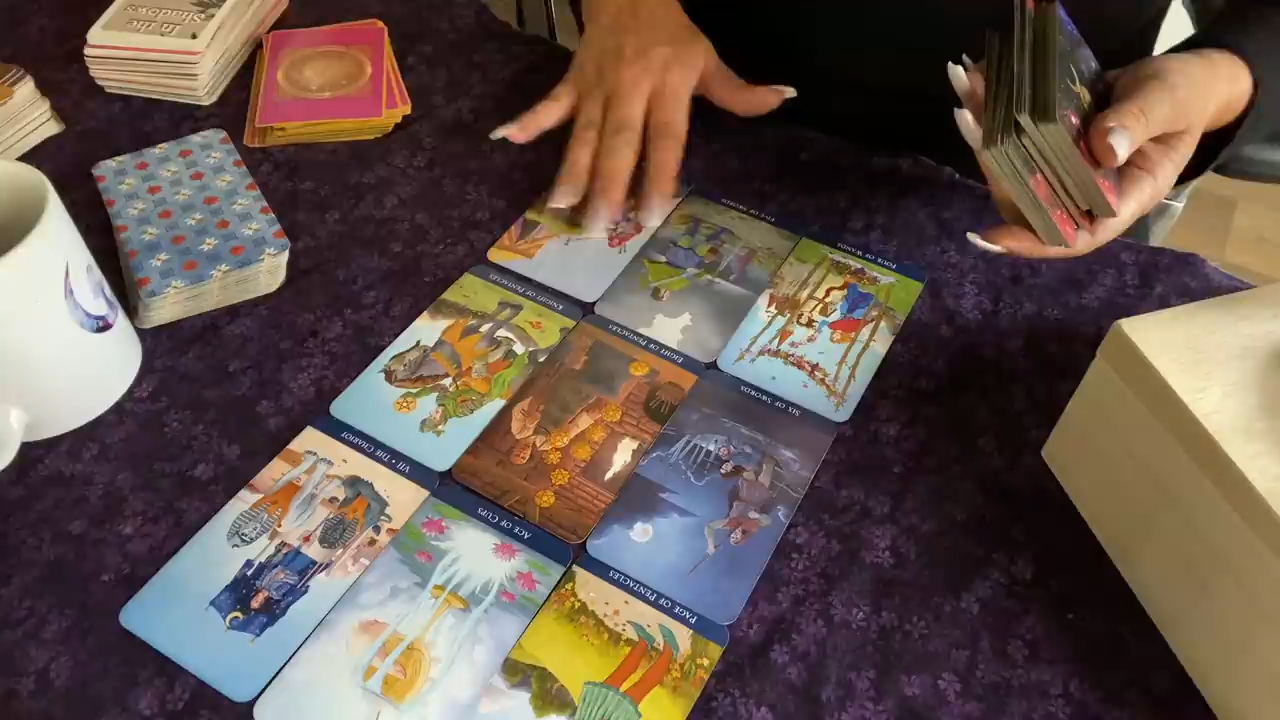 In the
Shadows
FIVE OF SWORDS
FOUR OF WANDS
KNIGHT OF PENTACLES
EIGHT OF PENTACLES
SIX OF SWORDS
VII • THE CHARIOT
ACE OF CUPS
PAGE OF PENTACLES